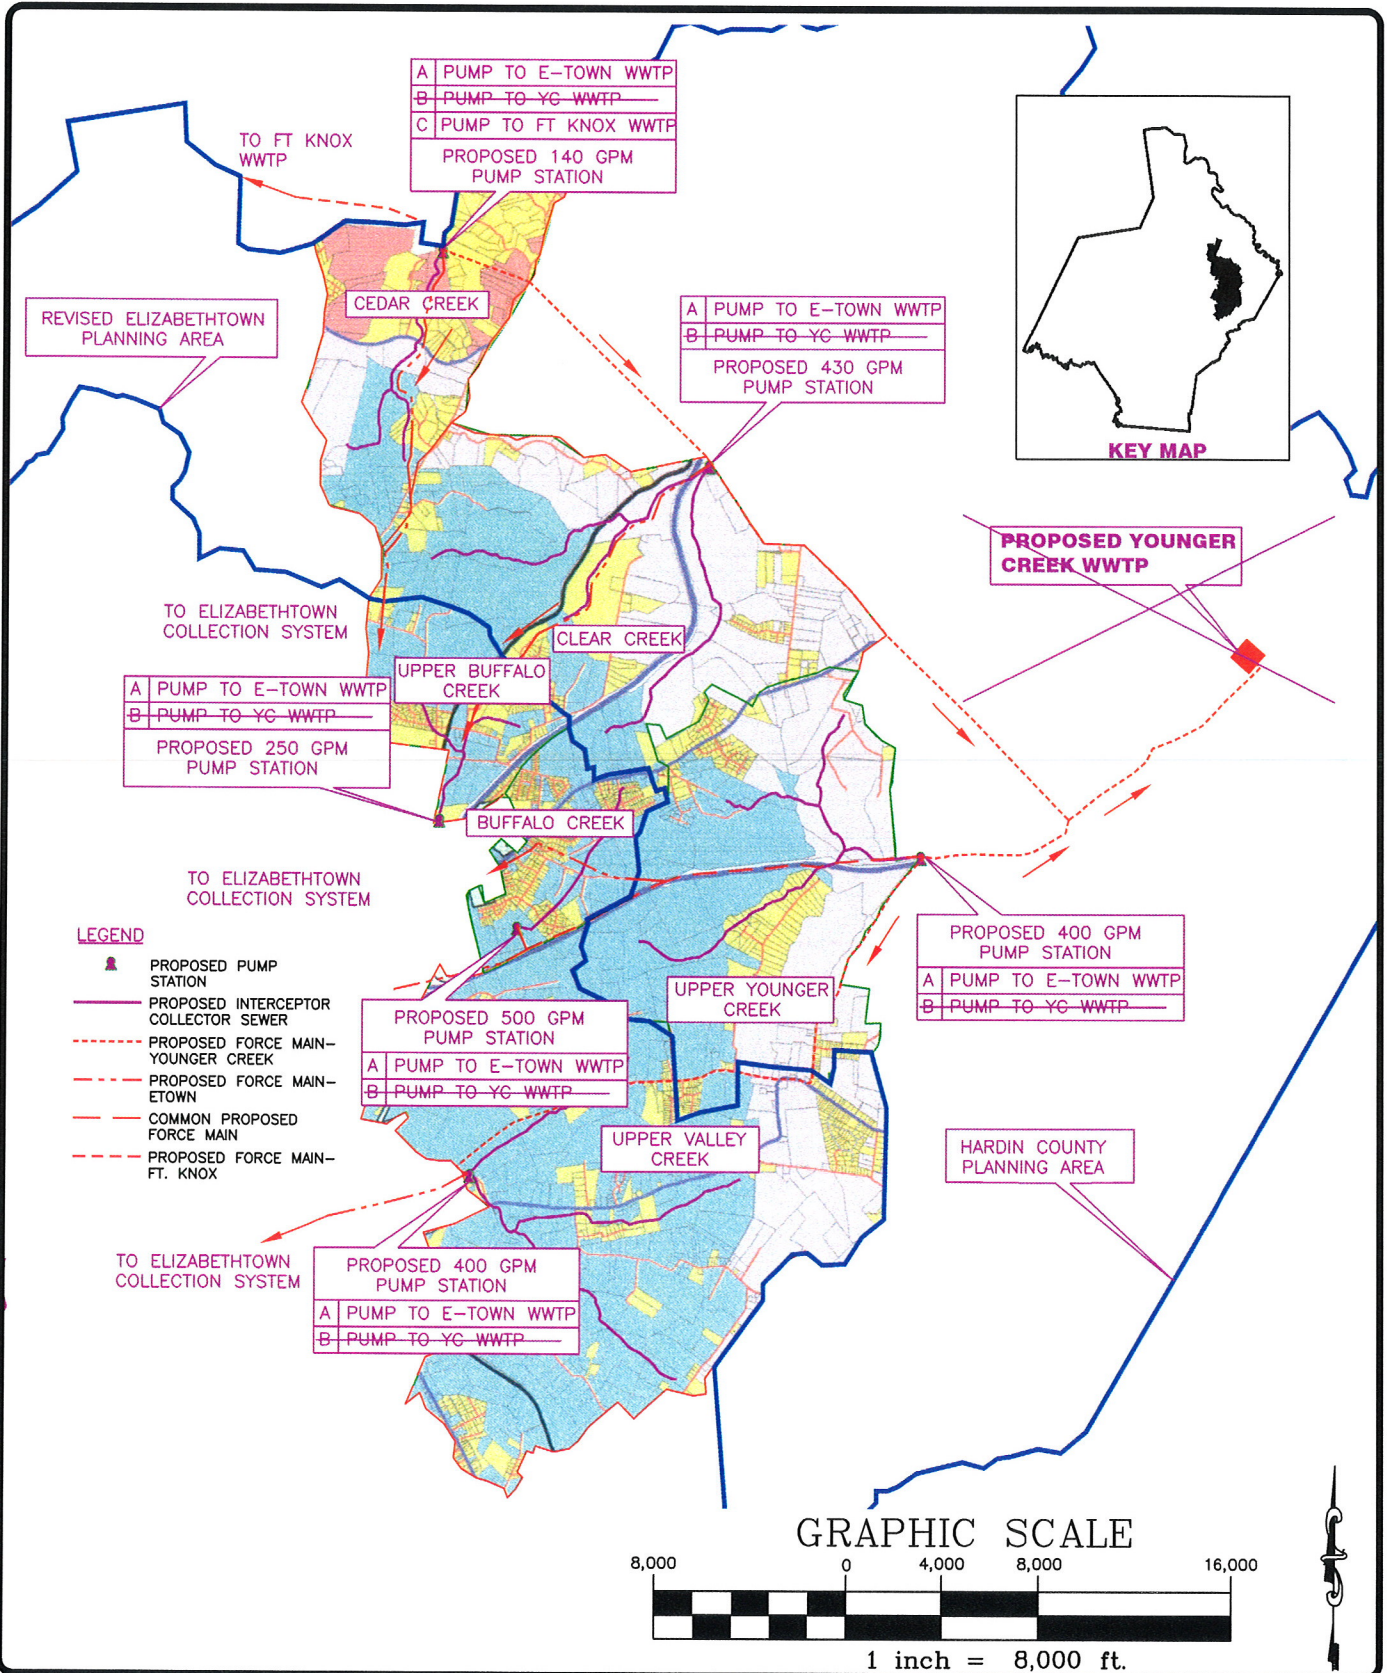 A PUMP TO E-TOWN WWTP
B PUMP TO YC WWTP
C PUMP TO FT KNOX WWTP
PROPOSED 140 GPM
PUMP STATION
TO FT KNOX
WWTP
CEDAR CREEK
REVISED ELIZABETHTOWN
PLANNING AREA
A PUMP TO E-TOWN WWTP
B PUMP TO YC WWTP
PROPOSED 430 GPM
PUMP STATION
KEY MAP
PROPOSED YOUNGER
CREEK WWTP
TO ELIZABETHTOWN
COLLECTION SYSTEM
CLEAR CREEK
UPPER BUFFALO
CREEK
A PUMP TO E-TOWN WWTP
B PUMP TO YC WWTP
PROPOSED 250 GPM
PUMP STATION
BUFFALO CREEK
TO ELIZABETHTOWN
COLLECTION SYSTEM
LEGEND
PROPOSED PUMP
STATION
PROPOSED INTERCEPTOR
COLLECTOR SEWER
PROPOSED FORCE MAIN-
YOUNGER CREEK
PROPOSED FORCE MAIN-
ETOWN
COMMON PROPOSED
FORCE MAIN
PROPOSED FORCE MAIN-
FT. KNOX
PROPOSED 400 GPM
PUMP STATION
A PUMP TO E-TOWN WWTP
B PUMP TO YC WWTP
UPPER YOUNGER
CREEK
PROPOSED 500 GPM
PUMP STATION
A PUMP TO E-TOWN WWTP
B PUMP TO YC WWTP
UPPER VALLEY
CREEK
HARDIN COUNTY
PLANNING AREA
TO ELIZABETHTOWN
COLLECTION SYSTEM
PROPOSED 400 GPM
PUMP STATION
A PUMP TO E-TOWN WWTP
B PUMP TO YC WWTP
GRAPHIC SCALE
8,000 0 4,000 8,000 16,000
1 inch = 8,000 ft.